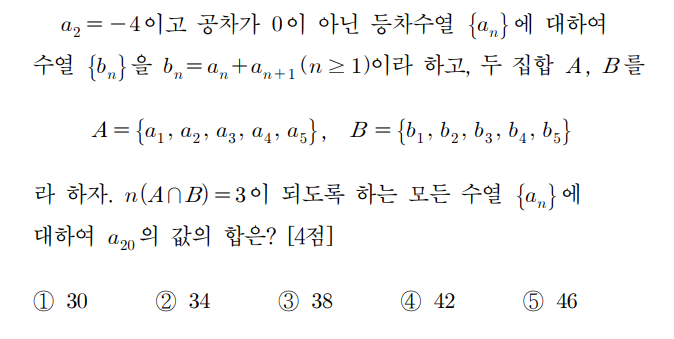 a₂ = −4이고 공차가 0이 아닌 등차수열 {aₙ}에 대하여
수열 {bₙ}을 bₙ = aₙ + aₙ₊₁ (n ≥ 1)이라 하고, 두 집합 A, B를
A = {a₁, a₂, a₃, a₄, a₅}, B = {b₁, b₂, b₃, b₄, b₅}
라 하자. n(A∩B) = 3이 되도록 하는 모든 수열 {aₙ}에
대하여 a₂₀의 값의 합은? [4점]
① 30 ② 34 ③ 38 ④ 42 ⑤ 46